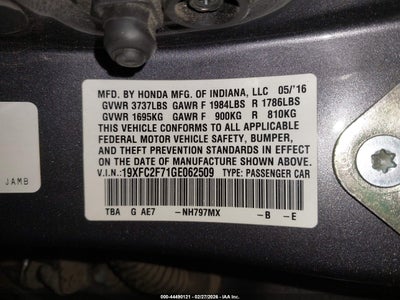 MFD. BY HONDA MFG. OF INDIANA, LLC 05/'16
GVWR 3737LBS GAWR F 1984LBS R 1786LBS
GVWR 1695KG GAWR F 900KG R 810KG
THIS VEHICLE CONFORMS TO ALL APPLICABLE
FEDERAL MOTOR VEHICLE SAFETY, BUMPER,
AND THEFT PREVENTION STANDARDS IN EFFECT
ON THE DATE OF MANUFACTURE SHOWN ABOVE.
V.I.N.: 19XFC2F71GE062509 TYPE: PASSENGER CAR
TBA G AE7 -NH797MX -B -E
JAMB
000-44490121 - 02/27/2026 - IAA Inc.